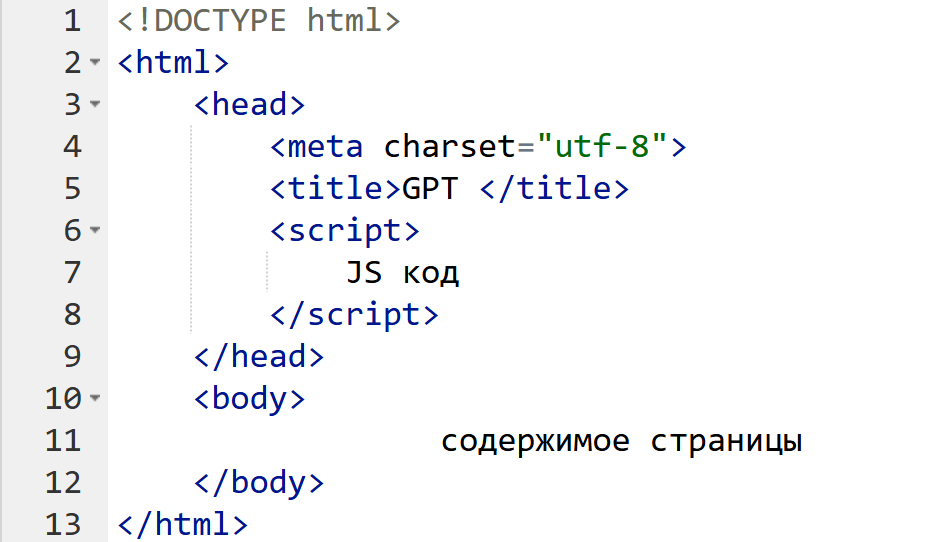 1 <!DOCTYPE html>
2 <html>
3 <head>
4 <meta charset="utf-8">
5 <title>GPT </title>
6 <script>
7 JS код
8 </script>
9 </head>
10 <body>
11 содержимое страницы
12 </body>
13 </html>